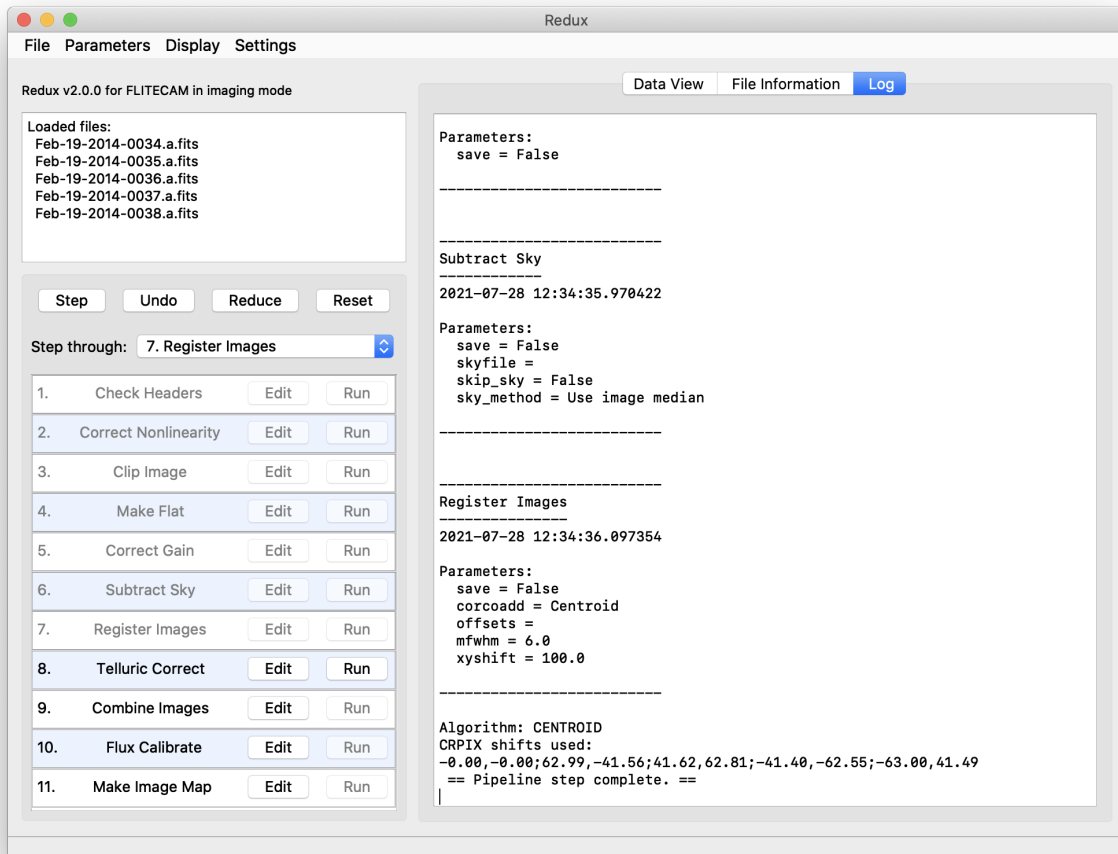 Redux
File Parameters Display Settings
Redux v2.0.0 for FLITECAM in imaging mode
Loaded files:
Feb-19-2014-0034.a.fits
Feb-19-2014-0035.a.fits
Feb-19-2014-0036.a.fits
Feb-19-2014-0037.a.fits
Feb-19-2014-0038.a.fits
Step Undo Reduce Reset
Step through: 7. Register Images
1. Check Headers Edit Run
2. Correct Nonlinearity Edit Run
3. Clip Image Edit Run
4. Make Flat Edit Run
5. Correct Gain Edit Run
6. Subtract Sky Edit Run
7. Register Images Edit Run
8. Telluric Correct Edit Run
9. Combine Images Edit Run
10. Flux Calibrate Edit Run
11. Make Image Map Edit Run
Data View File Information Log
Parameters:
save = False
--------------------------
--------------------------
Subtract Sky
------------
2021-07-28 12:34:35.970422
Parameters:
save = False
skyfile =
skip_sky = False
sky_method = Use image median
--------------------------
--------------------------
Register Images
---------------
2021-07-28 12:34:36.097354
Parameters:
save = False
corcoadd = Centroid
offsets =
mfwhm = 6.0
xyshift = 100.0
--------------------------
Algorithm: CENTROID
CRPIX shifts used:
-0.00,-0.00;62.99,-41.56;41.62,62.81;-41.40,-62.55;-63.00,41.49
== Pipeline step complete. ==